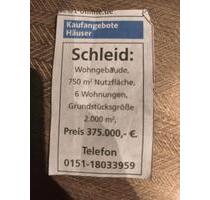 Kaufangebote
Häuser
Schleid:
Wohngebäude,
750 m² Nutzfläche,
6 Wohnungen,
Grundstücksgröße
2.000 m²,
Preis 375.000,- €.
Telefon
0151-18033959